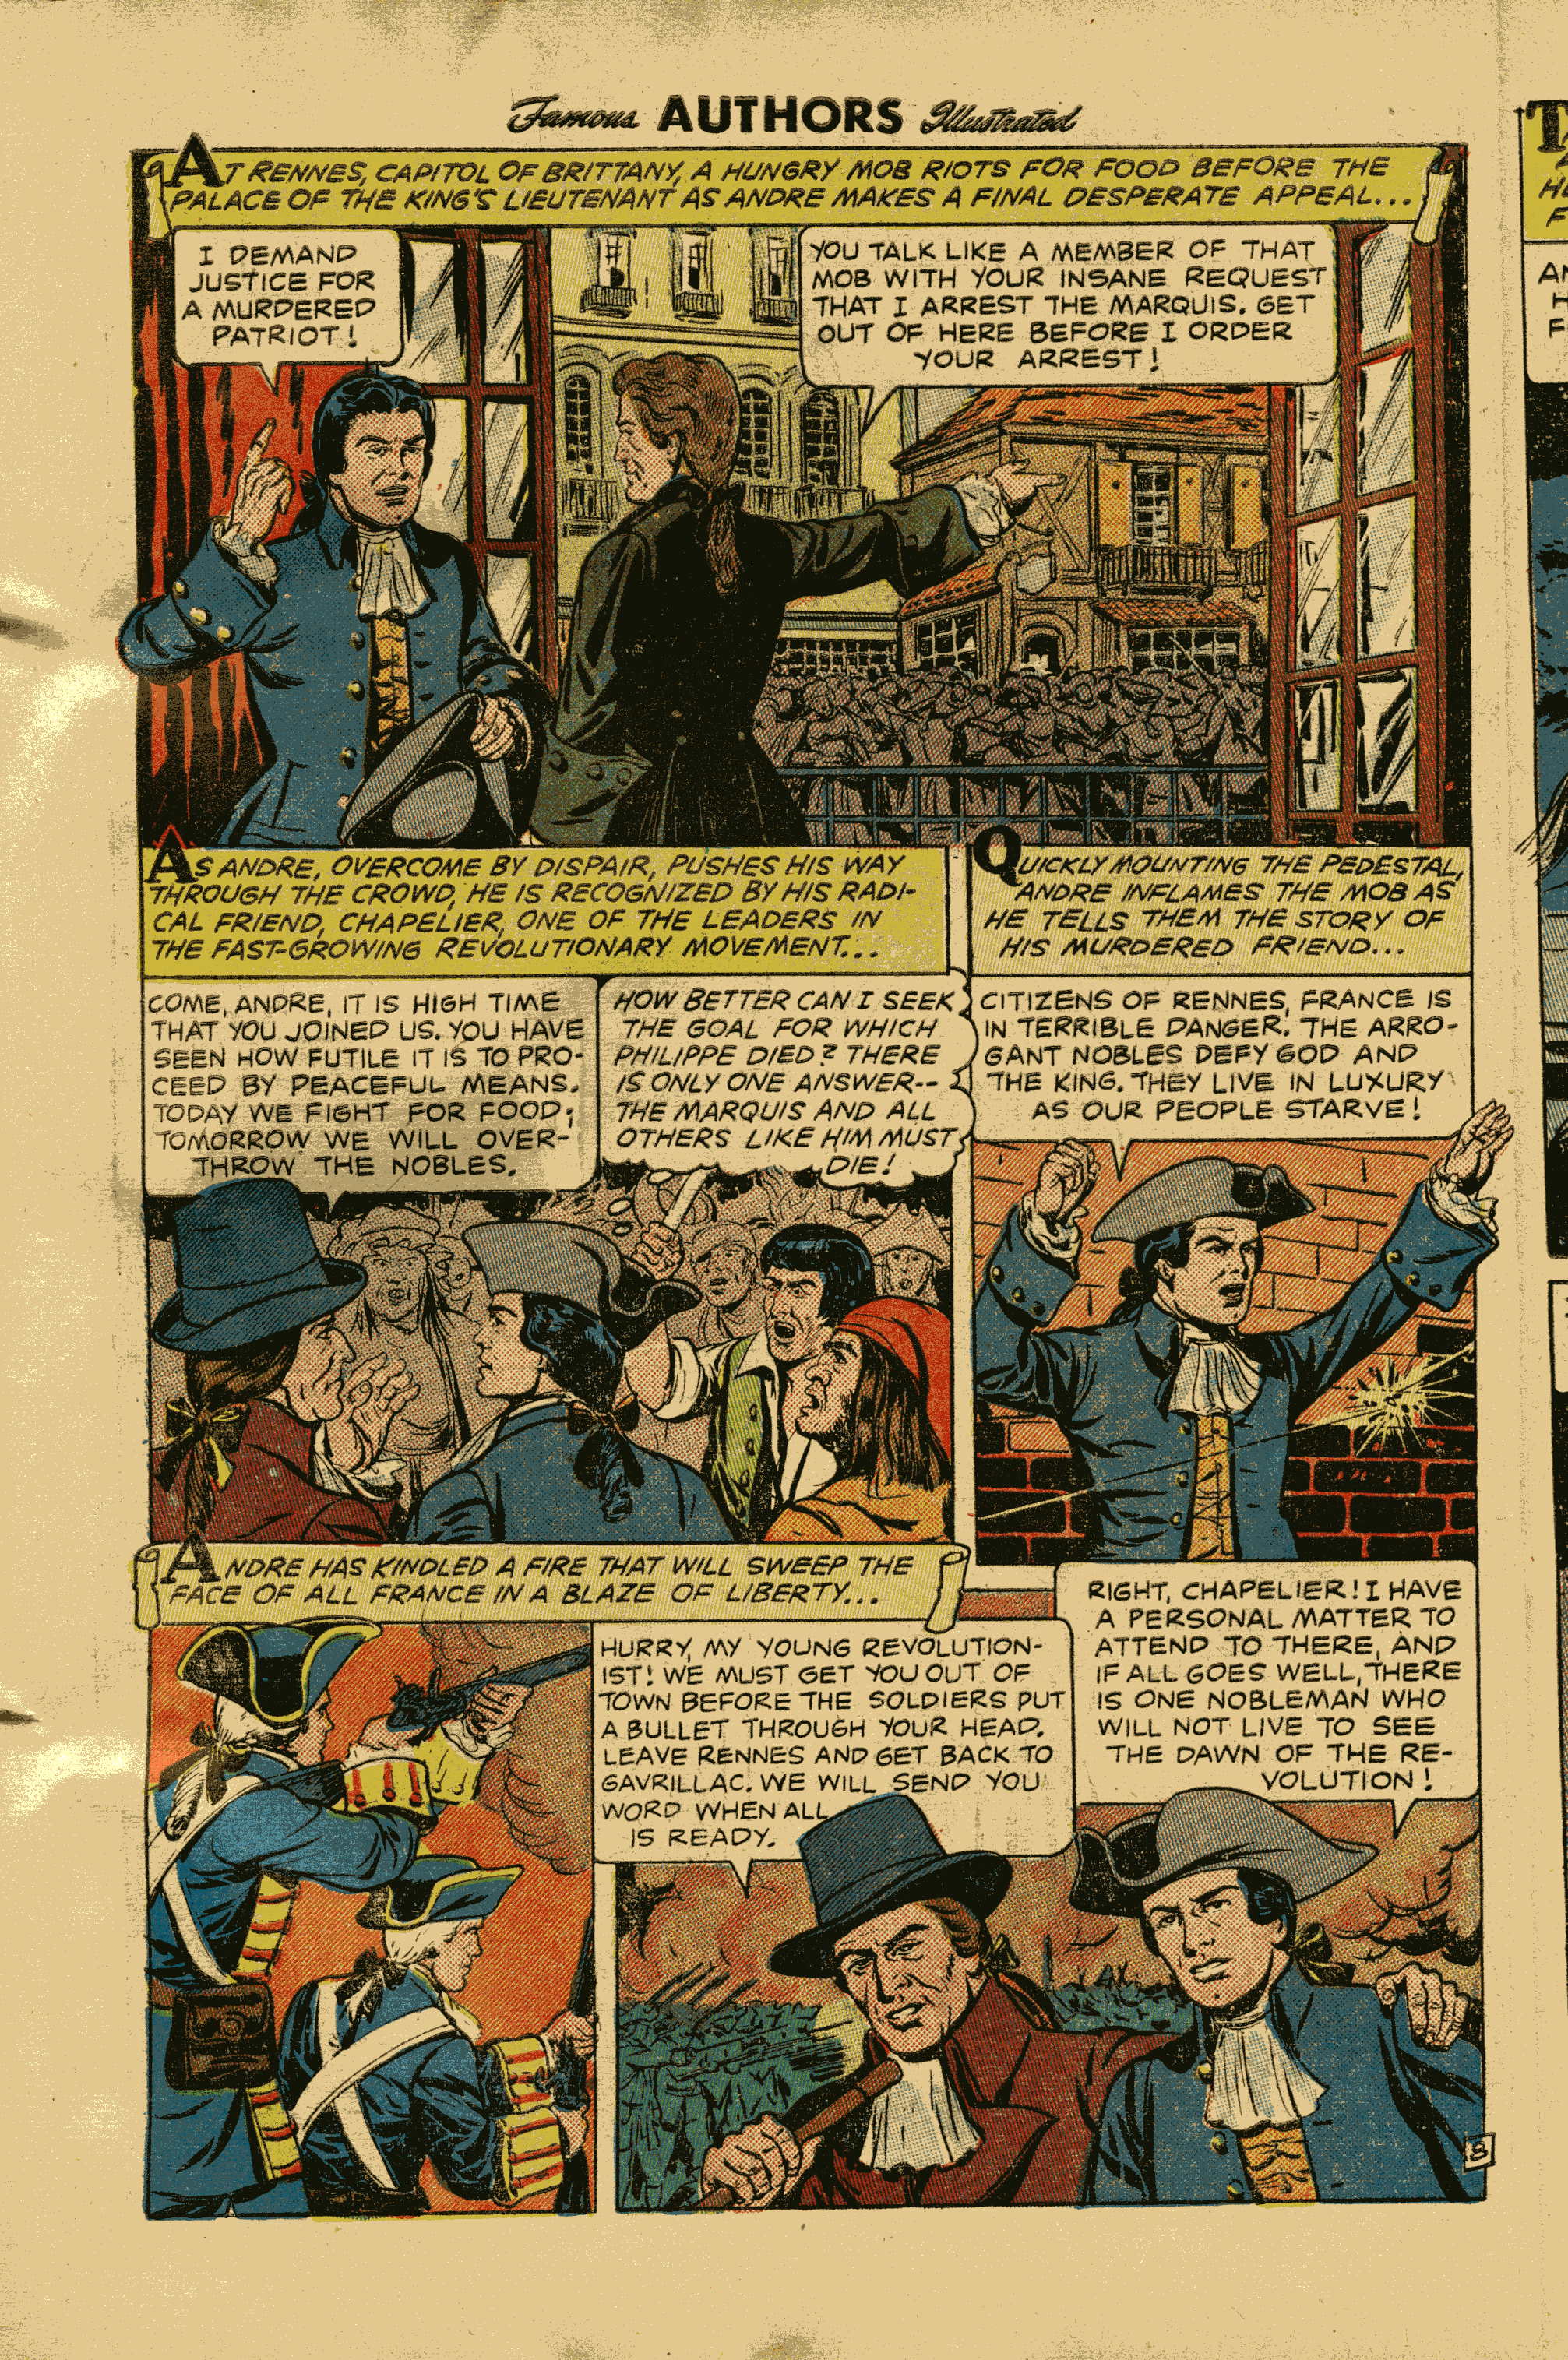 Famous AUTHORS Illustrated
AT RENNES, CAPITOL OF BRITTANY, A HUNGRY MOB RIOTS FOR FOOD BEFORE THE
PALACE OF THE KING'S LIEUTENANT AS ANDRE MAKES A FINAL DESPERATE APPEAL...
I DEMAND
JUSTICE FOR
A MURDERED
PATRIOT!
YOU TALK LIKE A MEMBER OF THAT
MOB WITH YOUR INSANE REQUEST
THAT I ARREST THE MARQUIS. GET
OUT OF HERE BEFORE I ORDER
YOUR ARREST!
AS ANDRE, OVERCOME BY DISPAIR, PUSHES HIS WAY
THROUGH THE CROWD, HE IS RECOGNIZED BY HIS RADI-
CAL FRIEND, CHAPELIER, ONE OF THE LEADERS IN
THE FAST-GROWING REVOLUTIONARY MOVEMENT...
COME, ANDRE, IT IS HIGH TIME
THAT YOU JOINED US. YOU HAVE
SEEN HOW FUTILE IT IS TO PRO-
CEED BY PEACEFUL MEANS.
TODAY WE FIGHT FOR FOOD;
TOMORROW WE WILL OVER-
THROW THE NOBLES.
HOW BETTER CAN I SEEK
THE GOAL FOR WHICH
PHILIPPE DIED? THERE
IS ONLY ONE ANSWER--
THE MARQUIS AND ALL
OTHERS LIKE HIM MUST
DIE!
QUICKLY MOUNTING THE PEDESTAL,
ANDRE INFLAMES THE MOB AS
HE TELLS THEM THE STORY OF
HIS MURDERED FRIEND...
CITIZENS OF RENNES, FRANCE IS
IN TERRIBLE DANGER. THE ARRO-
GANT NOBLES DEFY GOD AND
THE KING. THEY LIVE IN LUXURY
AS OUR PEOPLE STARVE!
ANDRE HAS KINDLED A FIRE THAT WILL SWEEP THE
FACE OF ALL FRANCE IN A BLAZE OF LIBERTY...
HURRY, MY YOUNG REVOLUTION-
IST! WE MUST GET YOU OUT OF
TOWN BEFORE THE SOLDIERS PUT
A BULLET THROUGH YOUR HEAD.
LEAVE RENNES AND GET BACK TO
GAVRILLAC. WE WILL SEND YOU
WORD WHEN ALL
IS READY.
RIGHT, CHAPELIER! I HAVE
A PERSONAL MATTER TO
ATTEND TO THERE, AND
IF ALL GOES WELL, THERE
IS ONE NOBLEMAN WHO
WILL NOT LIVE TO SEE
THE DAWN OF THE RE-
VOLUTION!
8